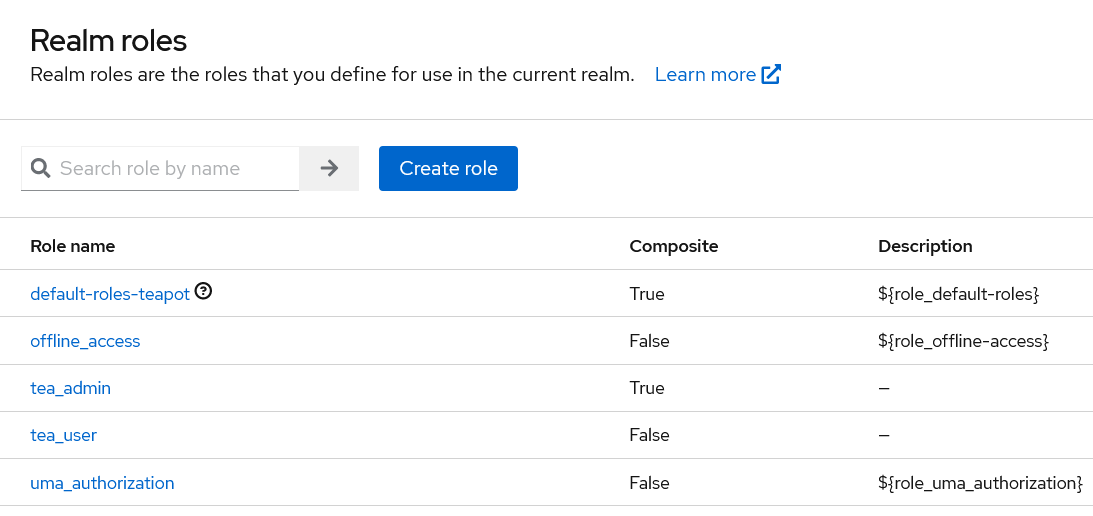 Realm roles
Realm roles are the roles that you define for use in the current realm. Learn more
Search role by name Create role
Role name Composite Description
default-roles-teapot True ${role_default-roles}
offline_access False ${role_offline-access}
tea_admin True —
tea_user False —
uma_authorization False ${role_uma_authorization}